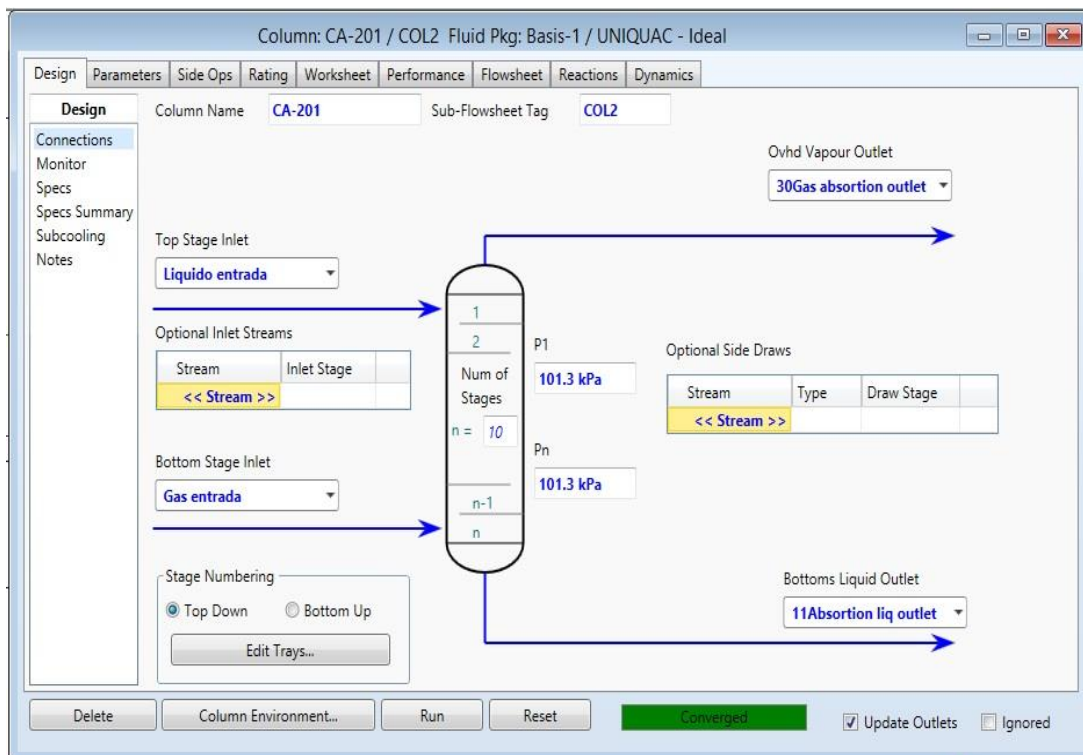 Column: CA-201 / COL2 Fluid Pkg: Basis-1 / UNIQUAC - Ideal
Design Parameters Side Ops Rating Worksheet Performance Flowsheet Reactions Dynamics
Design
Connections
Monitor
Specs
Specs Summary
Subcooling
Notes
Column Name CA-201 Sub-Flowsheet Tag COL2
Ovhd Vapour Outlet
30Gas absortion outlet
Top Stage Inlet
Liquido entrada
Optional Inlet Streams
Stream Inlet Stage
<< Stream >>
Bottom Stage Inlet
Gas entrada
1
2
Num of
Stages
n = 10
n-1
n
P1
101.3 kPa
Pn
101.3 kPa
Optional Side Draws
Stream Type Draw Stage
<< Stream >>
Stage Numbering
Top Down Bottom Up
Edit Trays...
Bottoms Liquid Outlet
11Absortion liq outlet
Delete Column Environment... Run Reset Converged Update Outlets Ignored